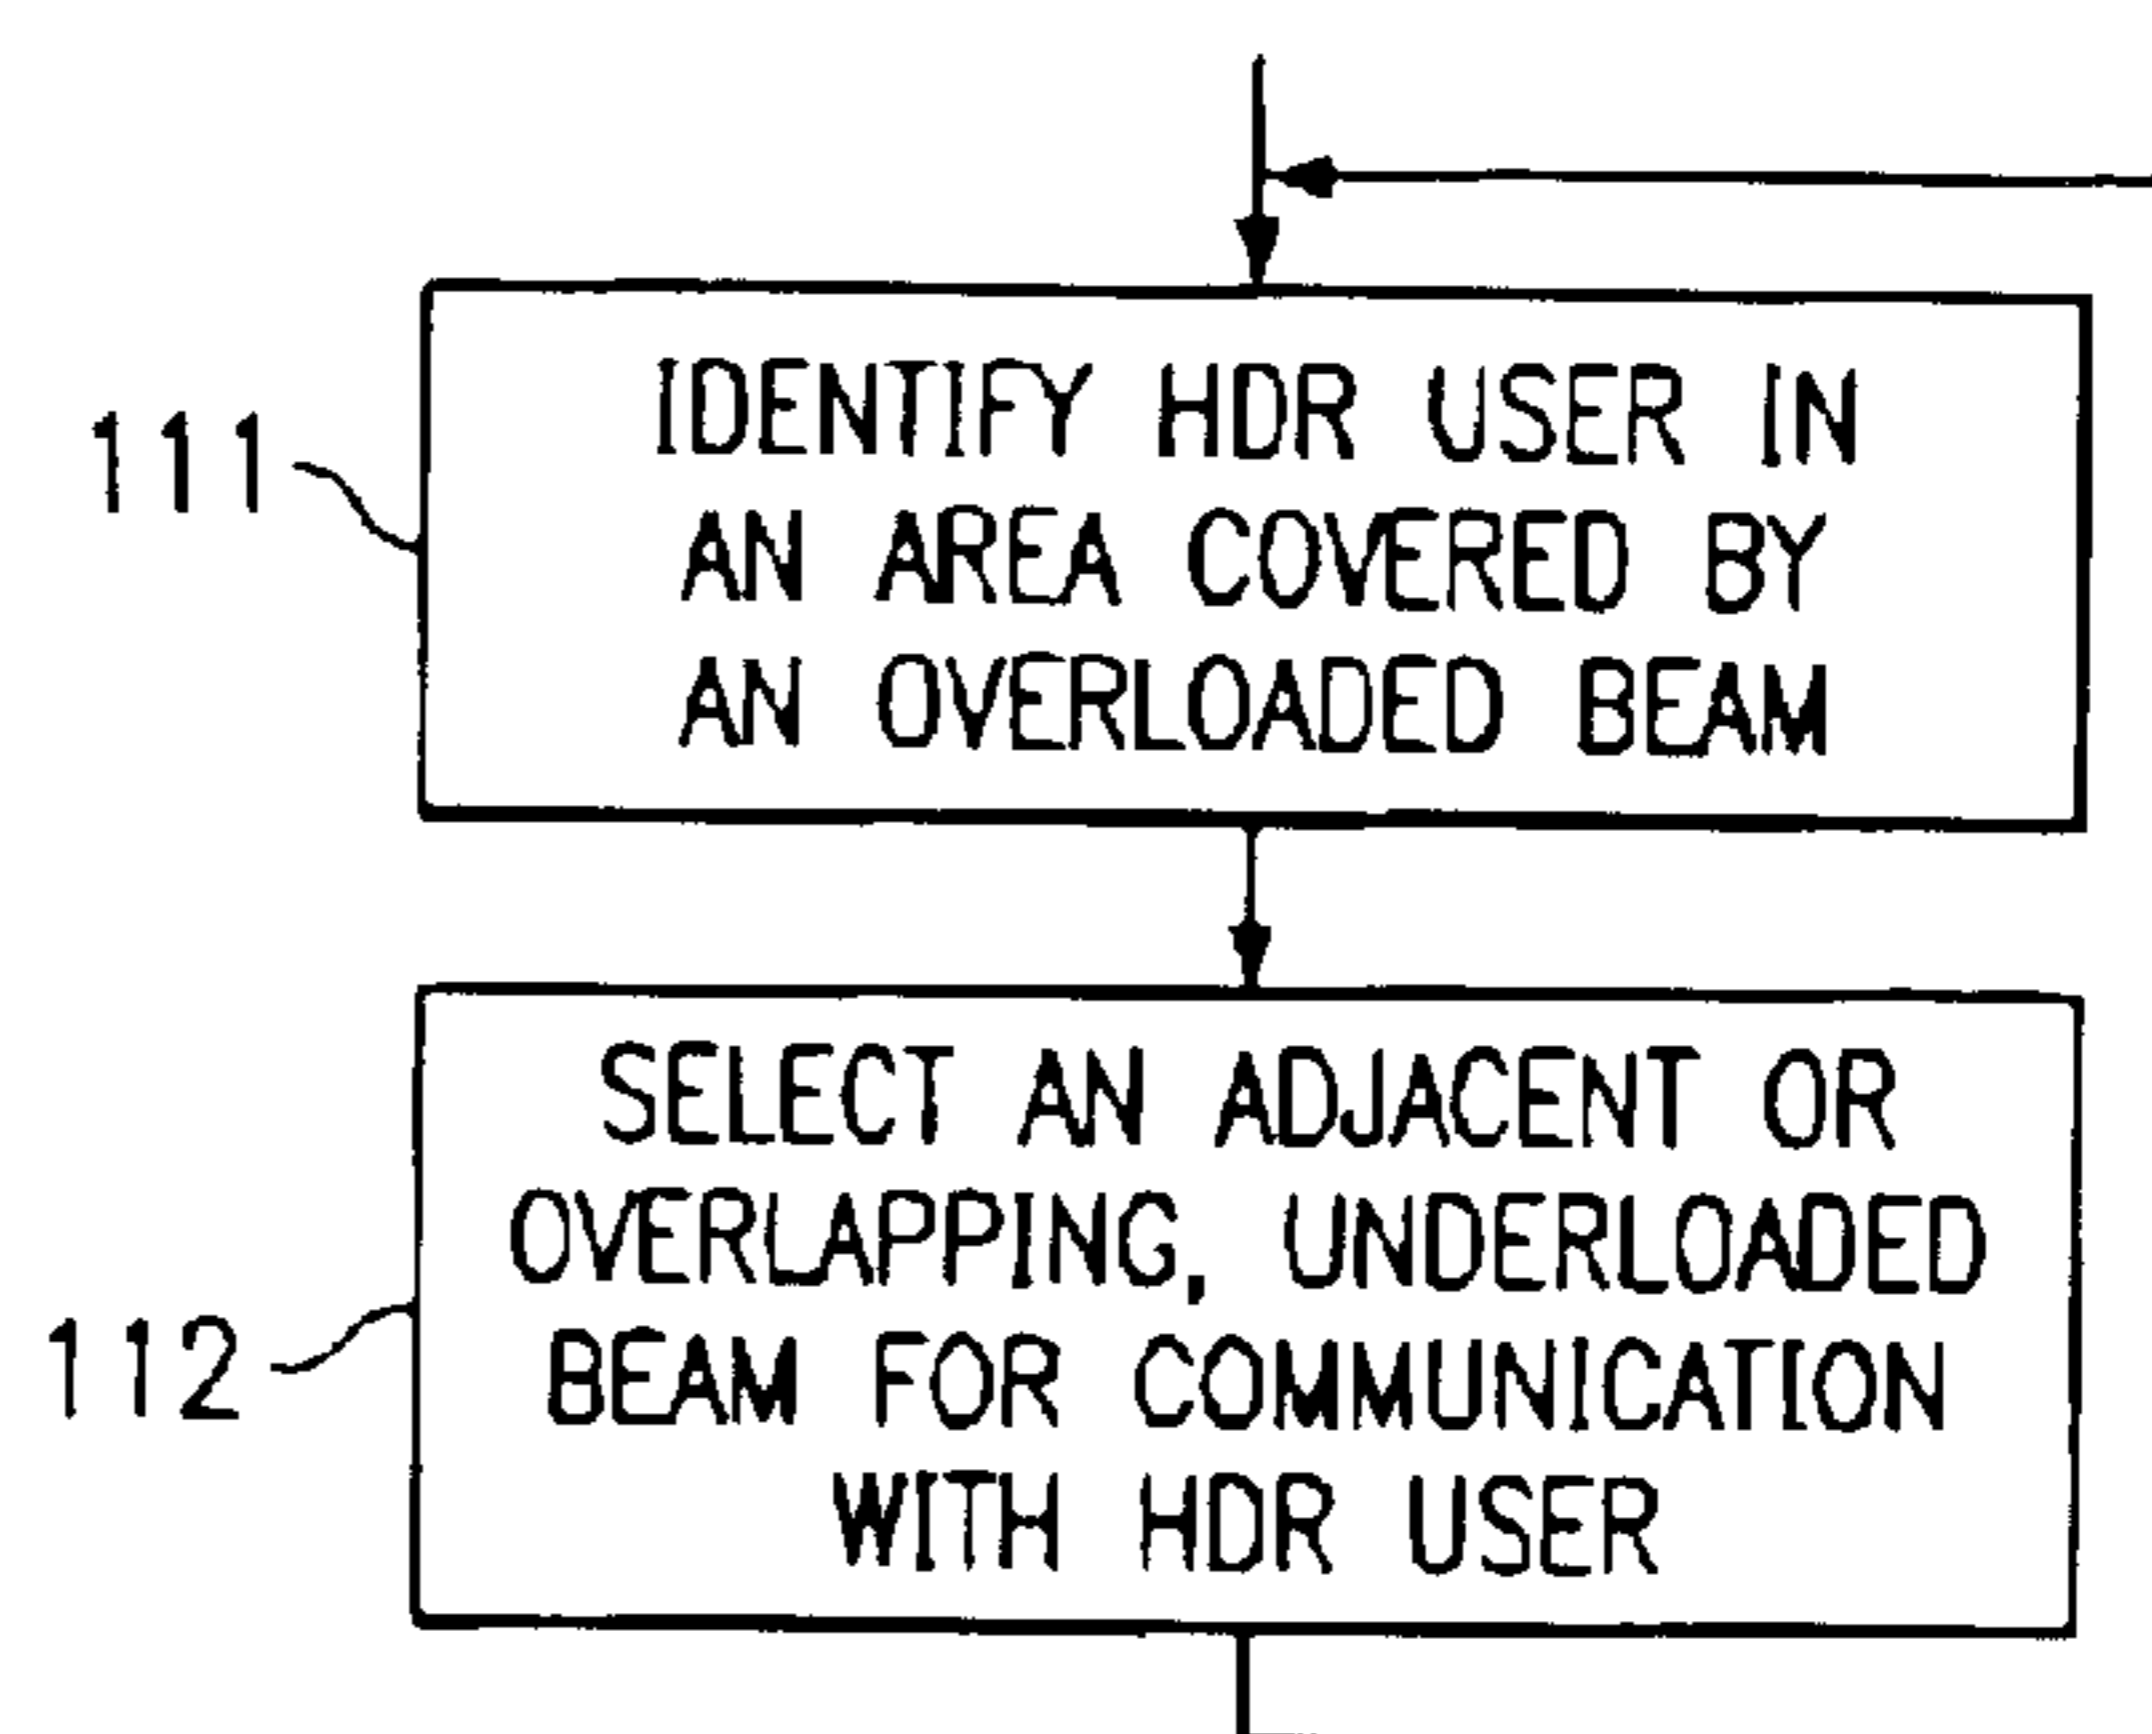 111
IDENTIFY HDR USER IN
AN AREA COVERED BY
AN OVERLOADED BEAM
112
SELECT AN ADJACENT OR
OVERLAPPING, UNDERLOADED
BEAM FOR COMMUNICATION
WITH HDR USER